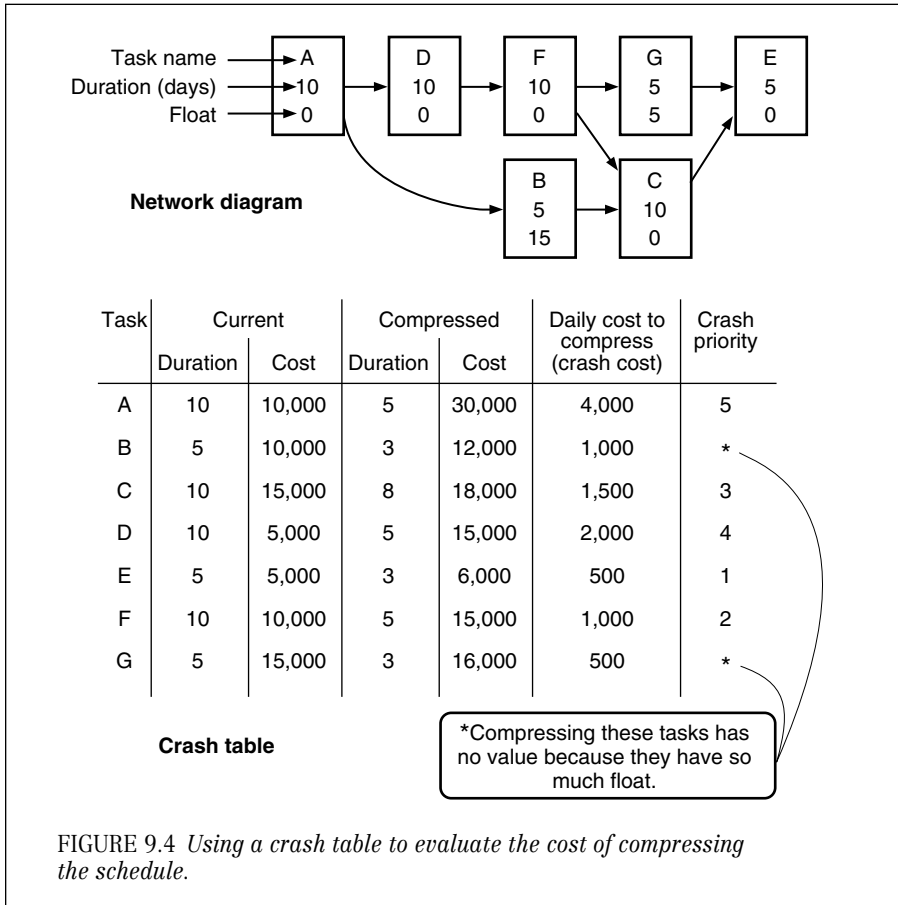 Task name A D F G E
Duration (days) 10 10 10 5 5
Float 0 0 0 5 0
B C
5 10
15 0
Network diagram
Task Current Compressed Daily cost to compress (crash cost) Crash priority
Duration Cost Duration Cost
A 10 10,000 5 30,000 4,000 5
B 5 10,000 3 12,000 1,000 *
C 10 15,000 8 18,000 1,500 3
D 10 5,000 5 15,000 2,000 4
E 5 5,000 3 6,000 500 1
F 10 10,000 5 15,000 1,000 2
G 5 15,000 3 16,000 500 *
Crash table
*Compressing these tasks has
no value because they have so
much float.
FIGURE 9.4 Using a crash table to evaluate the cost of compressing
the schedule.